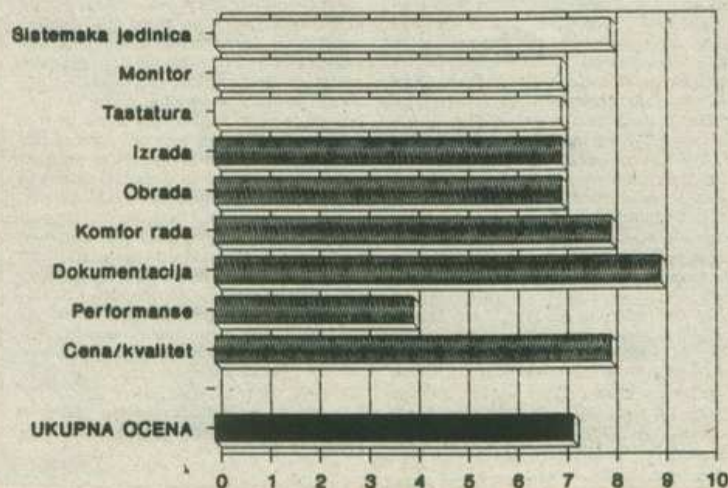 Sistemska jedinica
Monitor
Tastatura
Izrada
Obrada
Komfor rada
Dokumentacija
Performanse
Cena/kvalitet
UKUPNA OCENA
0 1 2 3 4 5 6 7 8 9 10